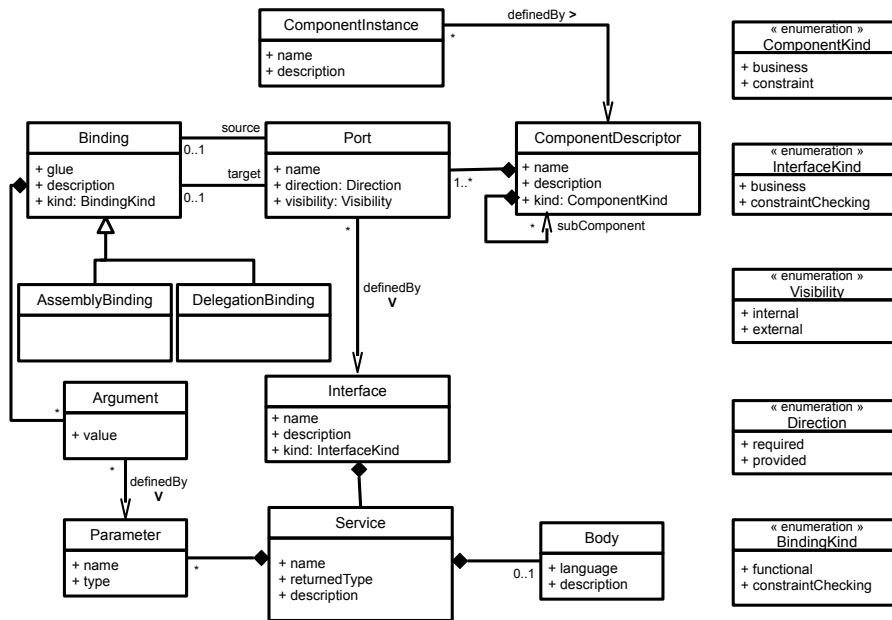 ComponentInstance
+ name
+ description
definedBy >
*
« enumeration »
ComponentKind
+ business
+ constraint
Binding
+ glue
+ description
+ kind: BindingKind
source
0..1
target
0..1
Port
+ name
+ direction: Direction
+ visibility: Visibility
1..*
*
ComponentDescriptor
+ name
+ description
+ kind: ComponentKind
*
subComponent
« enumeration »
InterfaceKind
+ business
+ constraintChecking
AssemblyBinding
DelegationBinding
definedBy
V
« enumeration »
Visibility
+ internal
+ external
Argument
+ value
*
*
definedBy
V
Interface
+ name
+ description
+ kind: InterfaceKind
« enumeration »
Direction
+ required
+ provided
Parameter
+ name
+ type
*
Service
+ name
+ returnedType
+ description
Body
+ language
+ description
0..1
« enumeration »
BindingKind
+ functional
+ constraintChecking